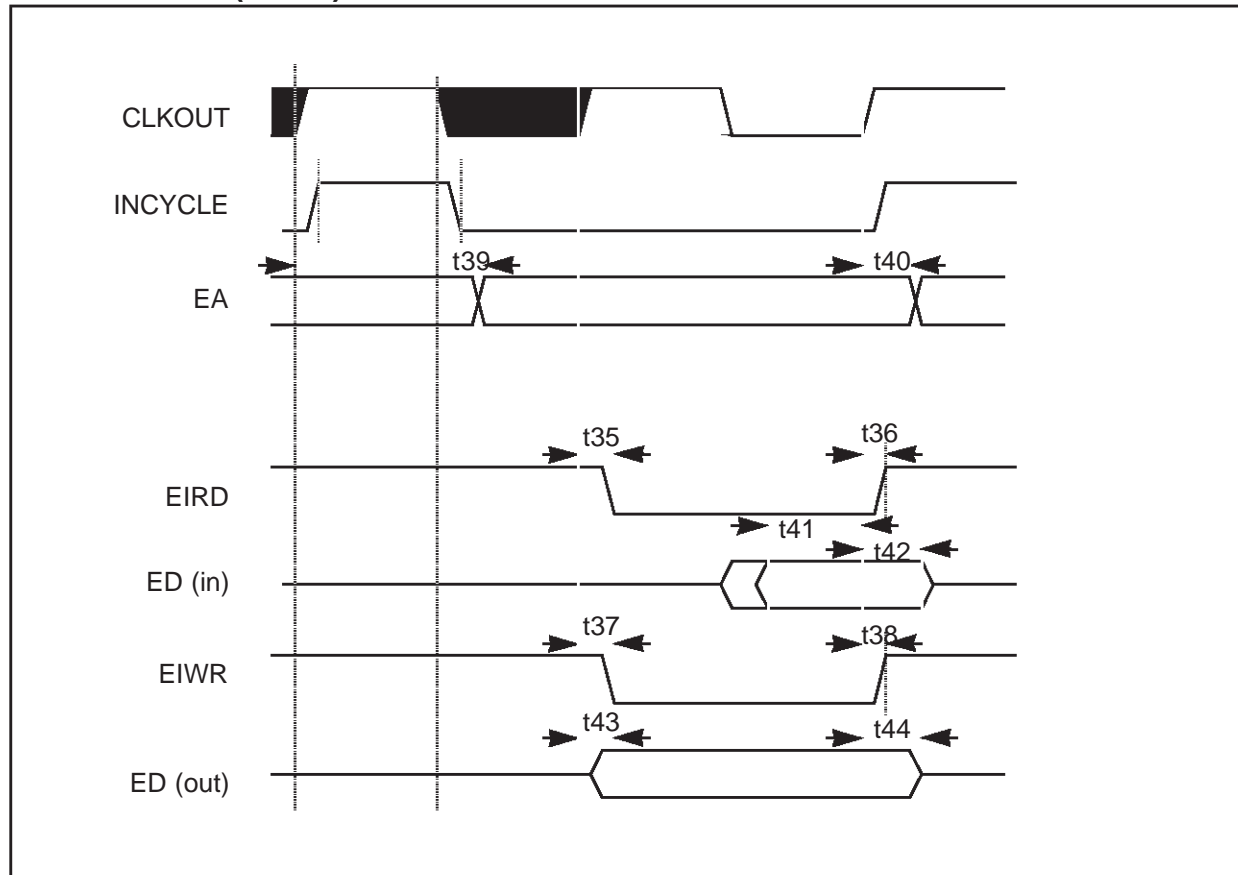 CLKOUT
INCYCLE
t39
t40
EA
t35
t36
EIRD
t41
t42
ED (in)
t37
t38
EIWR
t43
t44
ED (out)